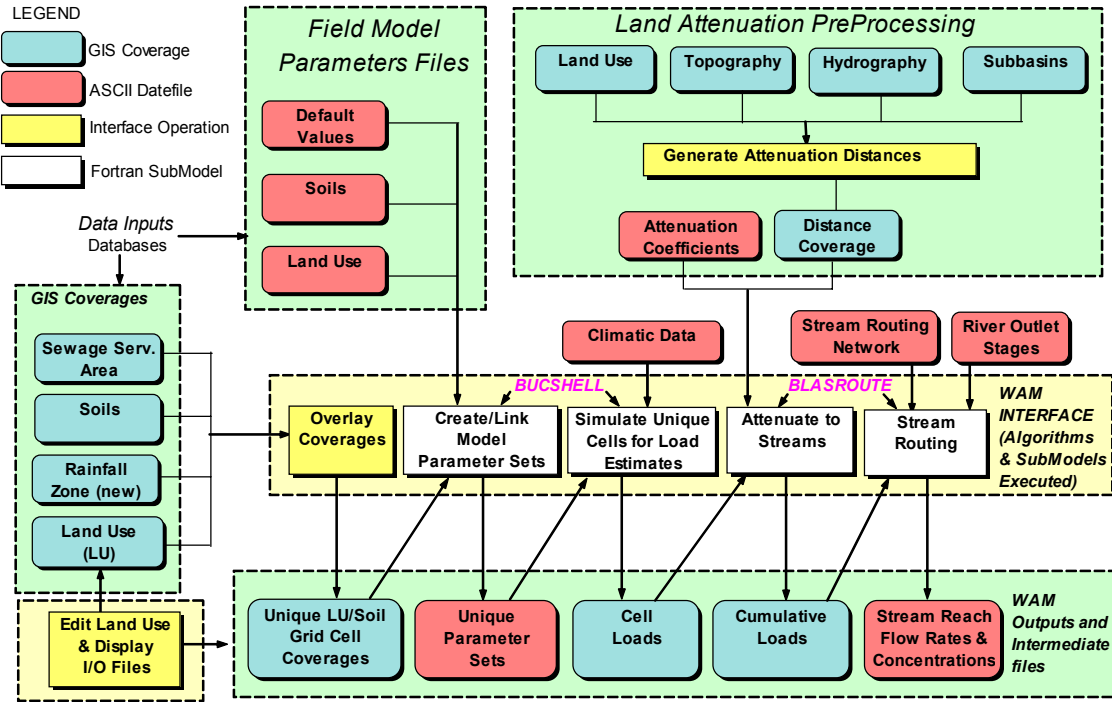 LEGEND
GIS Coverage
ASCII Datefile
Interface Operation
Fortran SubModel
Field Model
Parameters Files
Default
Values
Soils
Land Use
Land Attenuation PreProcessing
Land Use
Topography
Hydrography
Subbasins
Generate Attenuation Distances
Attenuation
Coefficients
Distance
Coverage
Data Inputs
Databases
GIS Coverages
Sewage Serv.
Area
Soils
Rainfall
Zone (new)
Land Use
(LU)
Climatic Data
Stream Routing
Network
River Outlet
Stages
BUCSHELL
BLASROUTE
Overlay
Coverages
Create/Link
Model
Parameter Sets
Simulate Unique
Cells for Load
Estimates
Attenuate to
Streams
Stream
Routing
WAM
INTERFACE
(Algorithms
& SubModels
Executed)
Edit Land Use
& Display
I/O Files
Unique LU/Soil
Grid Cell
Coverages
Unique
Parameter
Sets
Cell
Loads
Cumulative
Loads
Stream Reach
Flow Rates &
Concentrations
WAM
Outputs and
Intermediate
files